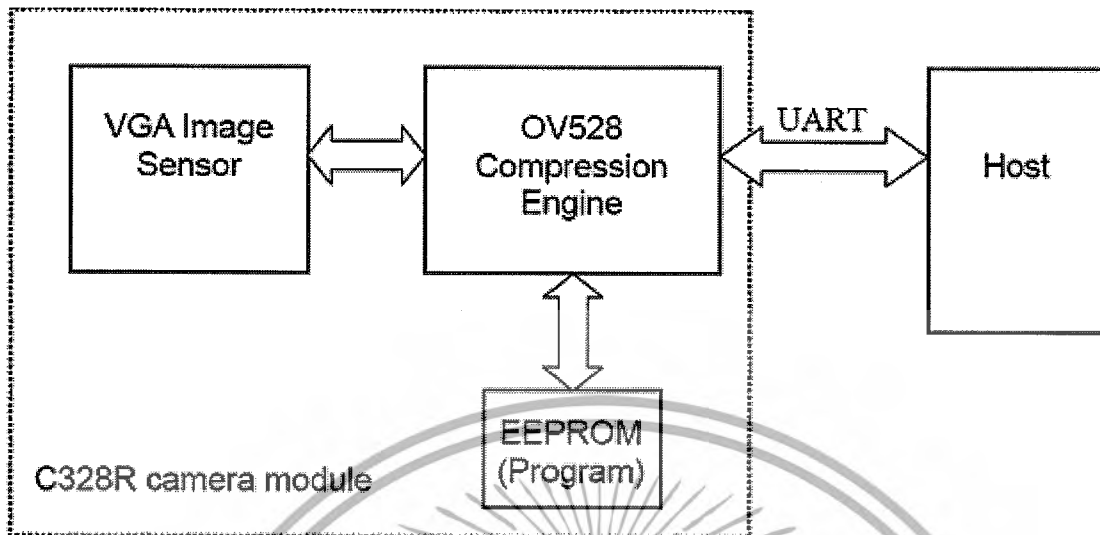 VGA Image
Sensor
OV528
Compression
Engine
UART
Host
EEPROM
(Program)
C328R camera module